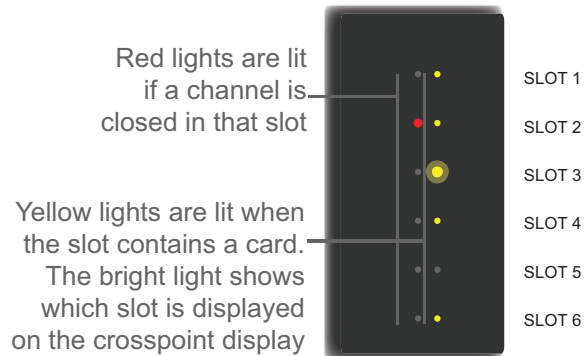 Red lights are lit
if a channel is
closed in that slot
Yellow lights are lit when
the slot contains a card.
The bright light shows
which slot is displayed
on the crosspoint display
SLOT 1
SLOT 2
SLOT 3
SLOT 4
SLOT 5
SLOT 6